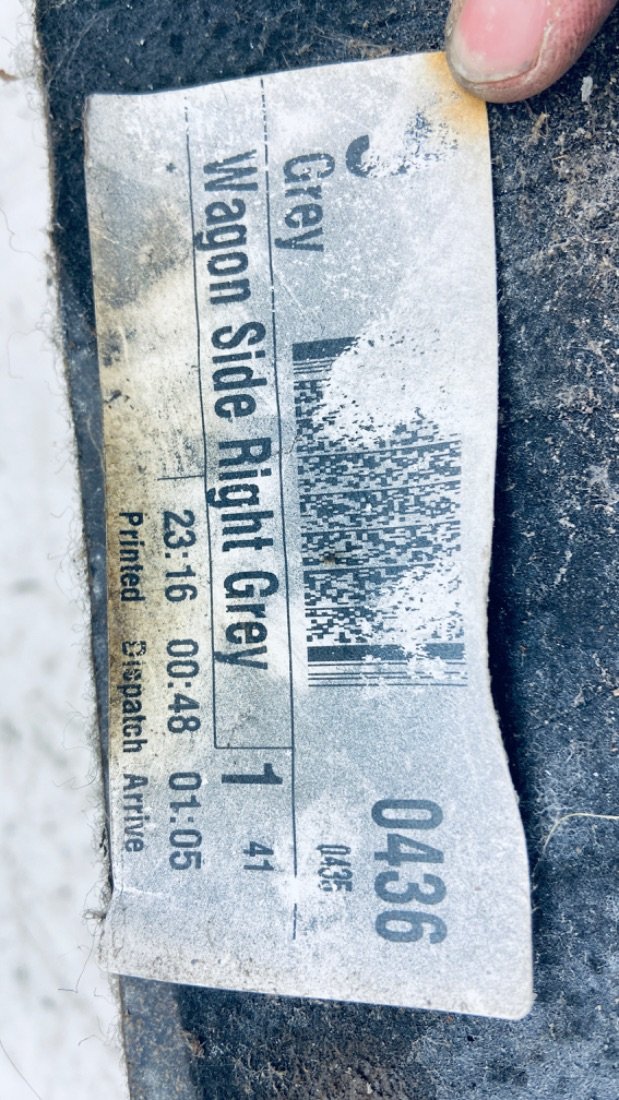 Grey
0436
0435
Wagon Side Right Grey 1 41
23:16 00:48 01:05
Printed Dispatch Arrive